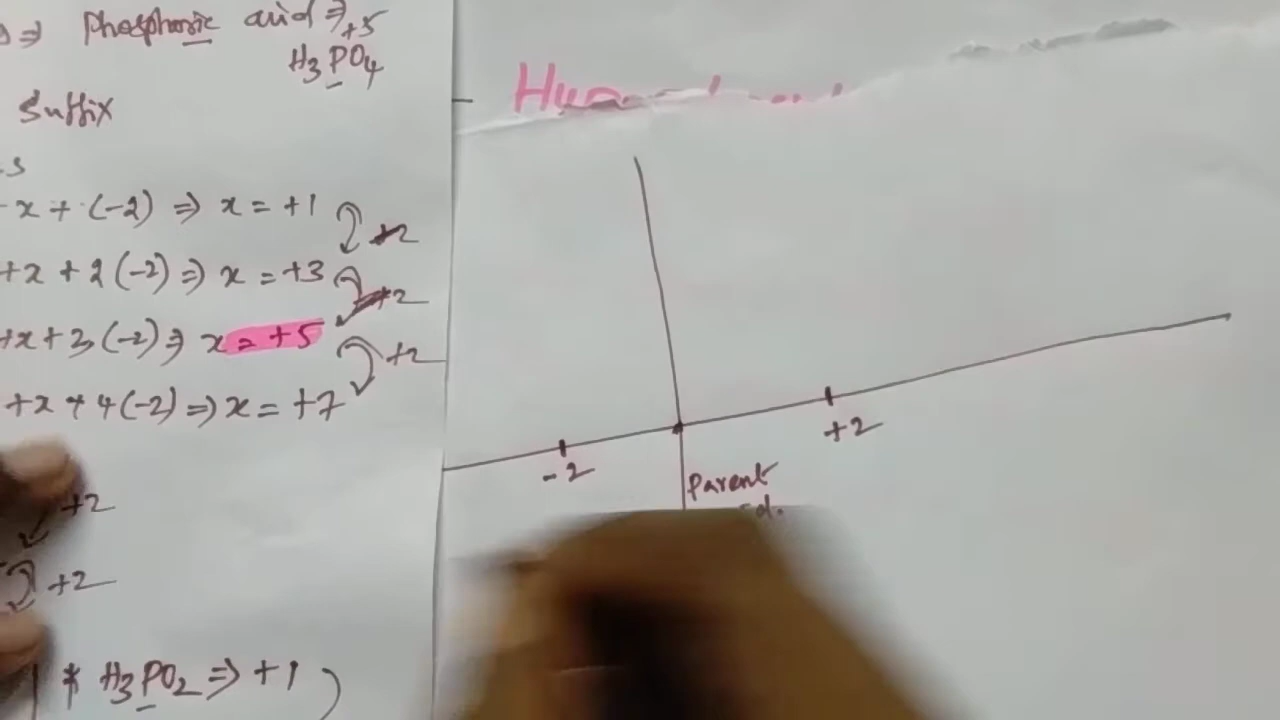 ⇒ Phosphoric acid ⇒ +5
H3PO4
Suffix
x + (-2) ⇒ x = +1
+2
+x + 2(-2) ⇒ x = +3
+2
+x + 3(-2) ⇒ x = +5
+2
+x + 4(-2) ⇒ x = +7
+2
+2
* H3PO2 ⇒ +1
-2
+2
Parent